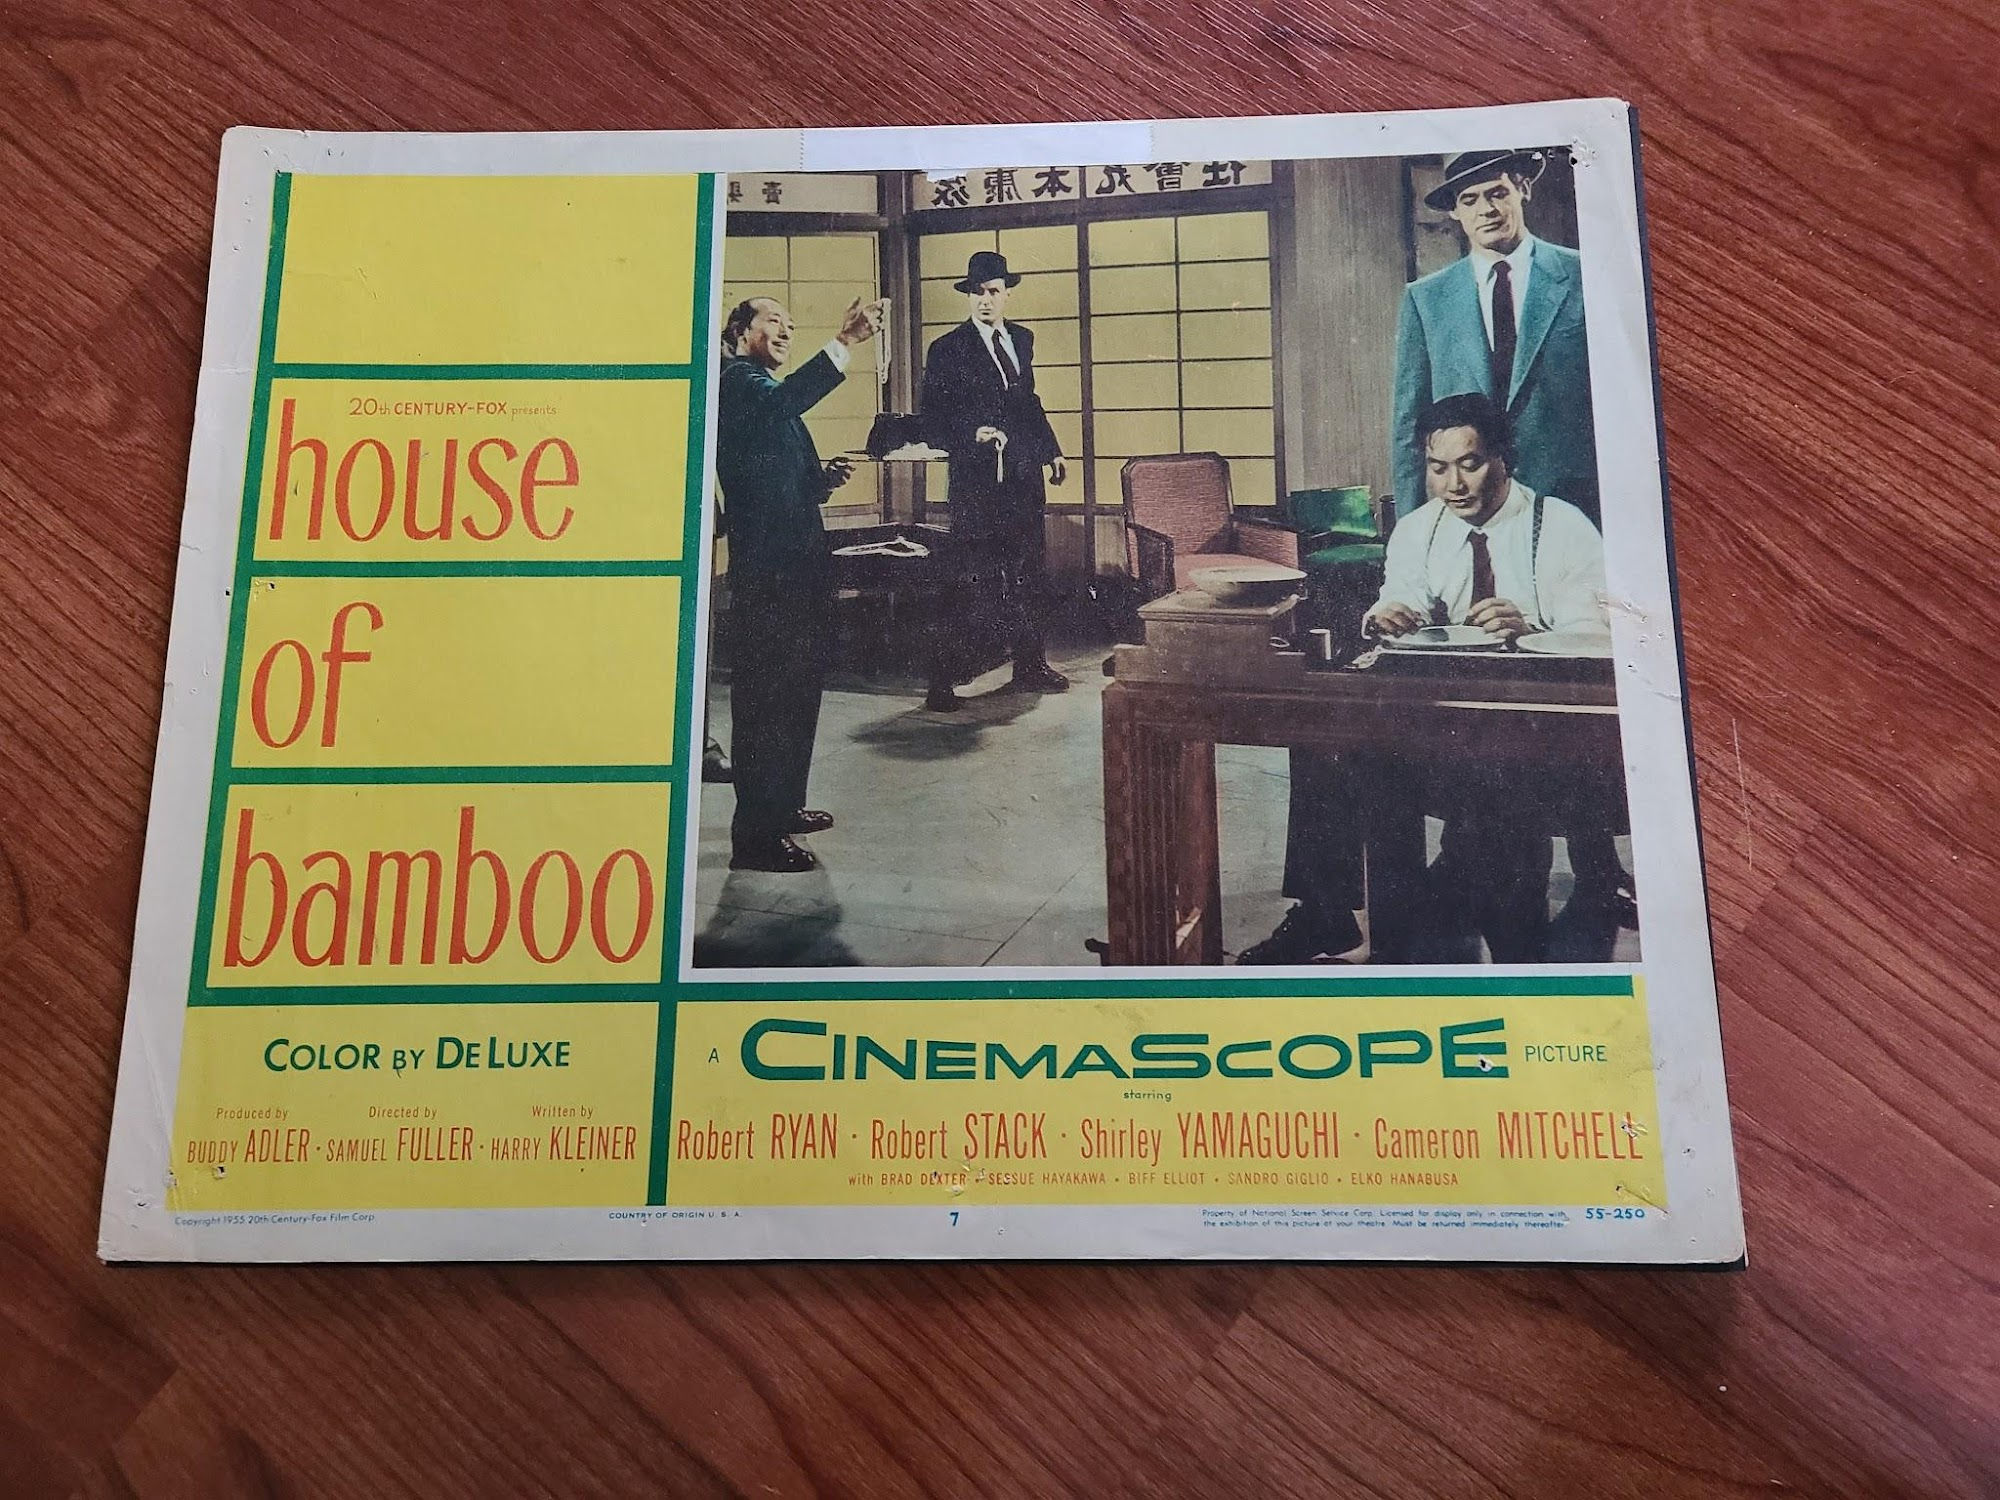 20th CENTURY-FOX presents
house
of
bamboo
COLOR BY DE LUXE
Produced by Directed by Written by
BUDDY ADLER · SAMUEL FULLER · HARRY KLEINER
A CINEMASCOPE PICTURE
starring
Robert RYAN · Robert STACK · Shirley YAMAGUCHI · Cameron MITCHELL
with BRAD DEXTER · SESSUE HAYAKAWA · BIFF ELLIOT · SANDRO GIGLIO · ELKO HANABUSA
Copyright 1955 20th Century-Fox Film Corp.
COUNTRY OF ORIGIN U. S. A.
7
Property of National Screen Service Corp. Licensed for display only in connection with
the exhibition of this picture at your theatre. Must be returned immediately thereafter.
55-250